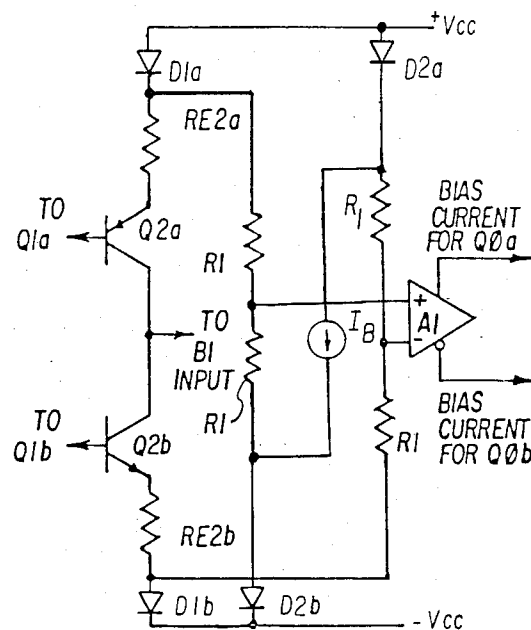 +Vcc
D1a
D2a
RE2a
TO
Q1a
Q2a
R1
R1
BIAS
CURRENT
FOR QØa
TO
B1
INPUT
IB
+
A1
-
R1
R1
TO
Q1b
Q2b
BIAS
CURRENT
FOR QØb
RE2b
D1b
D2b
-Vcc